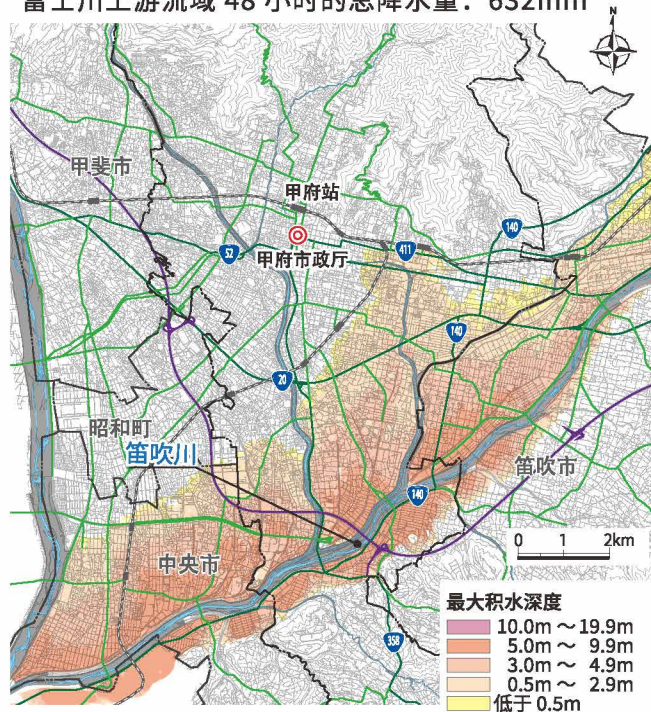 富士川上游流域 48 小时的总降水量：632mm
N
甲斐市
甲府站
140
52
甲府市政厅
411
140
20
昭和町
笛吹川
笛吹市
140
0 1 2km
中央市
最大积水深度
10.0m ～ 19.9m
5.0m ～ 9.9m
3.0m ～ 4.9m
0.5m ～ 2.9m
低于 0.5m
358